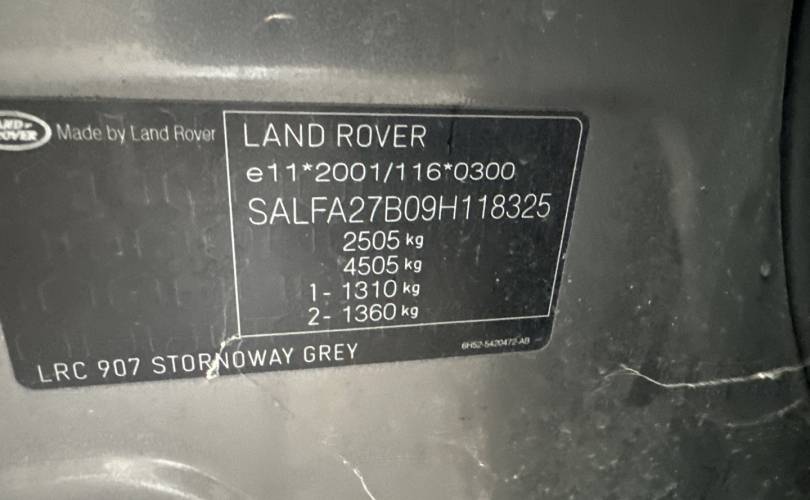 LAND ROVER
Made by Land Rover
LAND ROVER
e11*2001/116*0300
SALFA27B09H118325
2505 kg
4505 kg
1- 1310 kg
2- 1360 kg
LRC 907 STORNOWAY GREY
6H52-5420472-AB